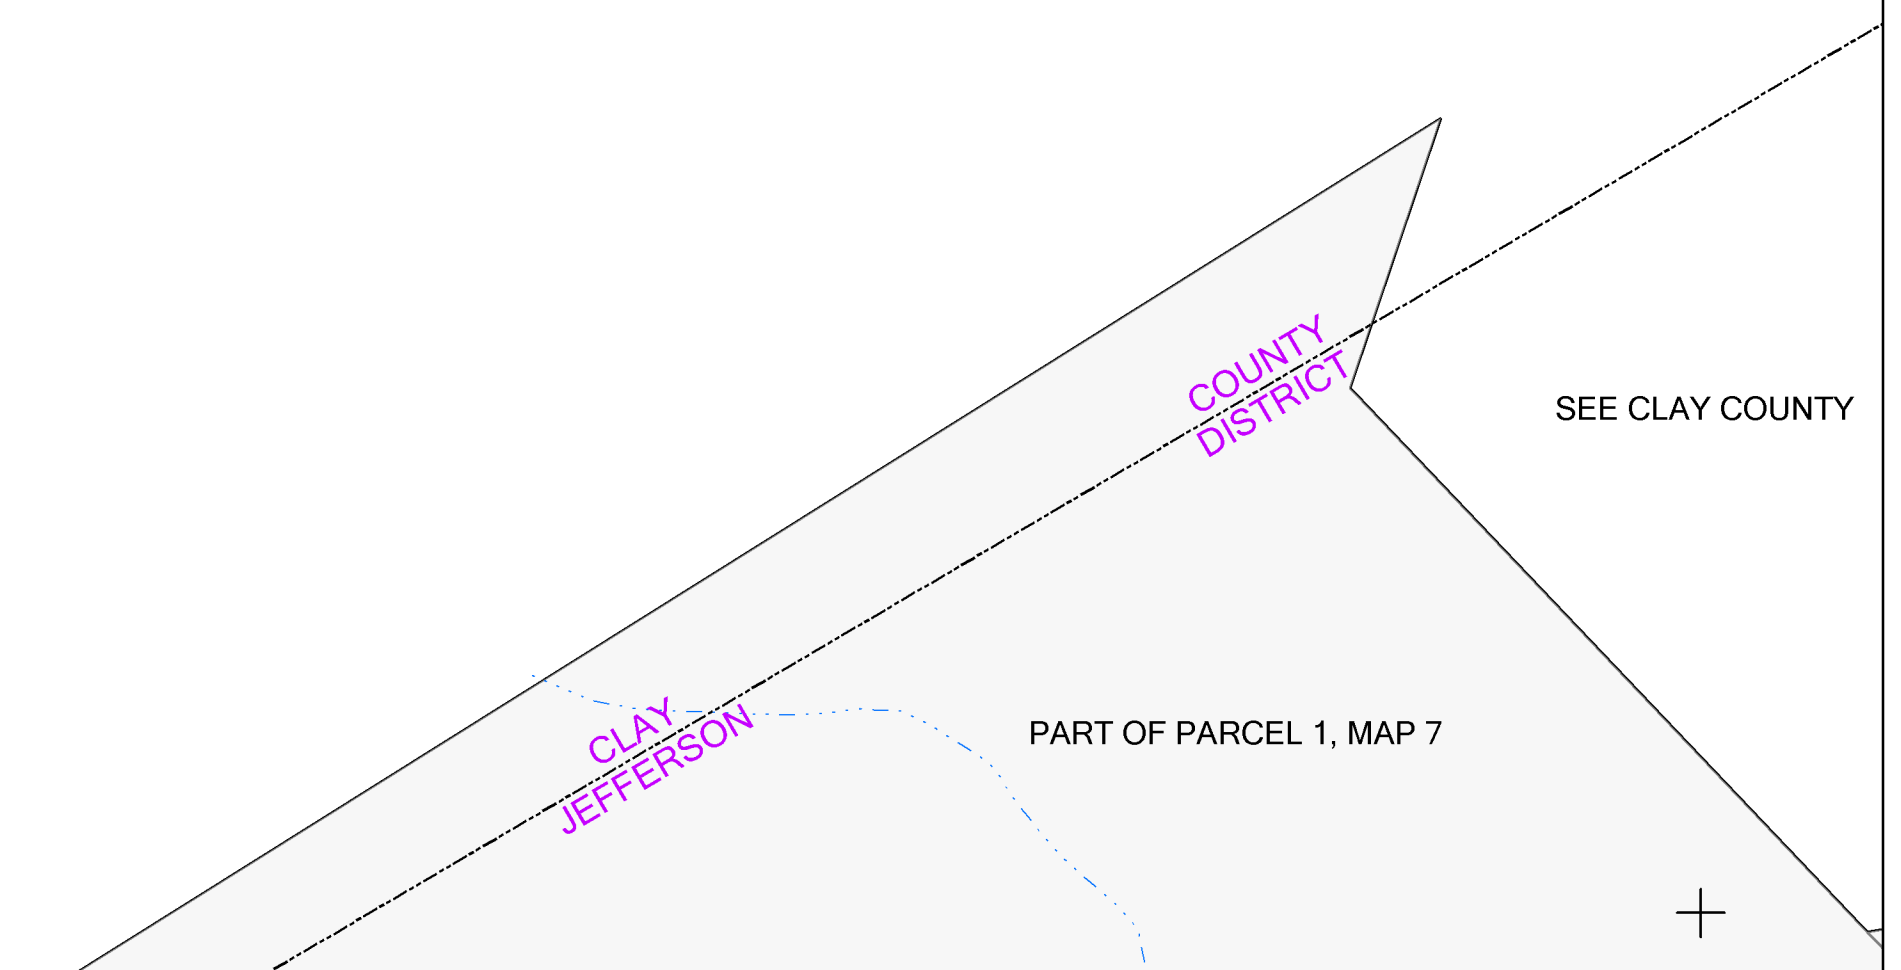 COUNTY
DISTRICT
SEE CLAY COUNTY
CLAY
JEFFERSON
PART OF PARCEL 1, MAP 7